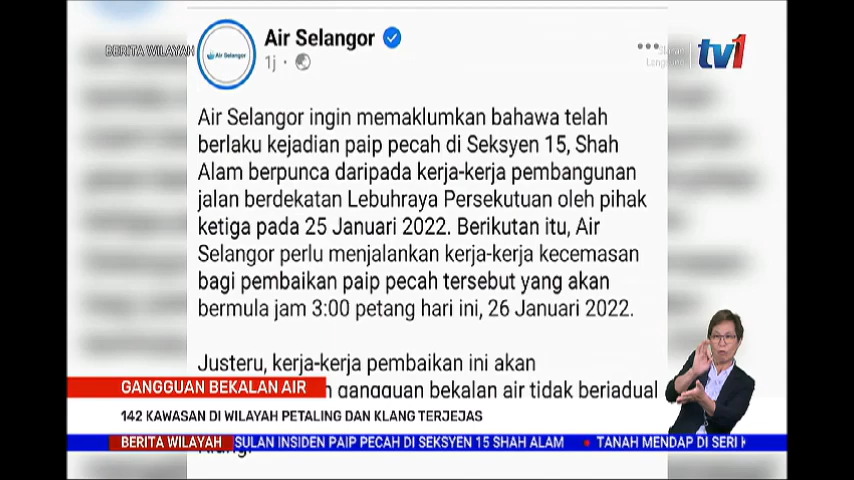 BERITA WILAYAH
Air Selangor
Air Selangor
1j
tv1
Air Selangor ingin memaklumkan bahawa telah
berlaku kejadian paip pecah di Seksyen 15, Shah
Alam berpunca daripada kerja-kerja pembangunan
jalan berdekatan Lebuhraya Persekutuan oleh pihak
ketiga pada 25 Januari 2022. Berikutan itu, Air
Selangor perlu menjalankan kerja-kerja kecemasan
bagi pembaikan paip pecah tersebut yang akan
bermula jam 3:00 petang hari ini, 26 Januari 2022.
Justeru, kerja-kerja pembaikan ini akan
gangguan bekalan air tidak berjadual
GANGGUAN BEKALAN AIR
142 KAWASAN DI WILAYAH PETALING DAN KLANG TERJEJAS
BERITA WILAYAH SULAN INSIDEN PAIP PECAH DI SEKSYEN 15 SHAH ALAM • TANAH MENDAP DI SERI